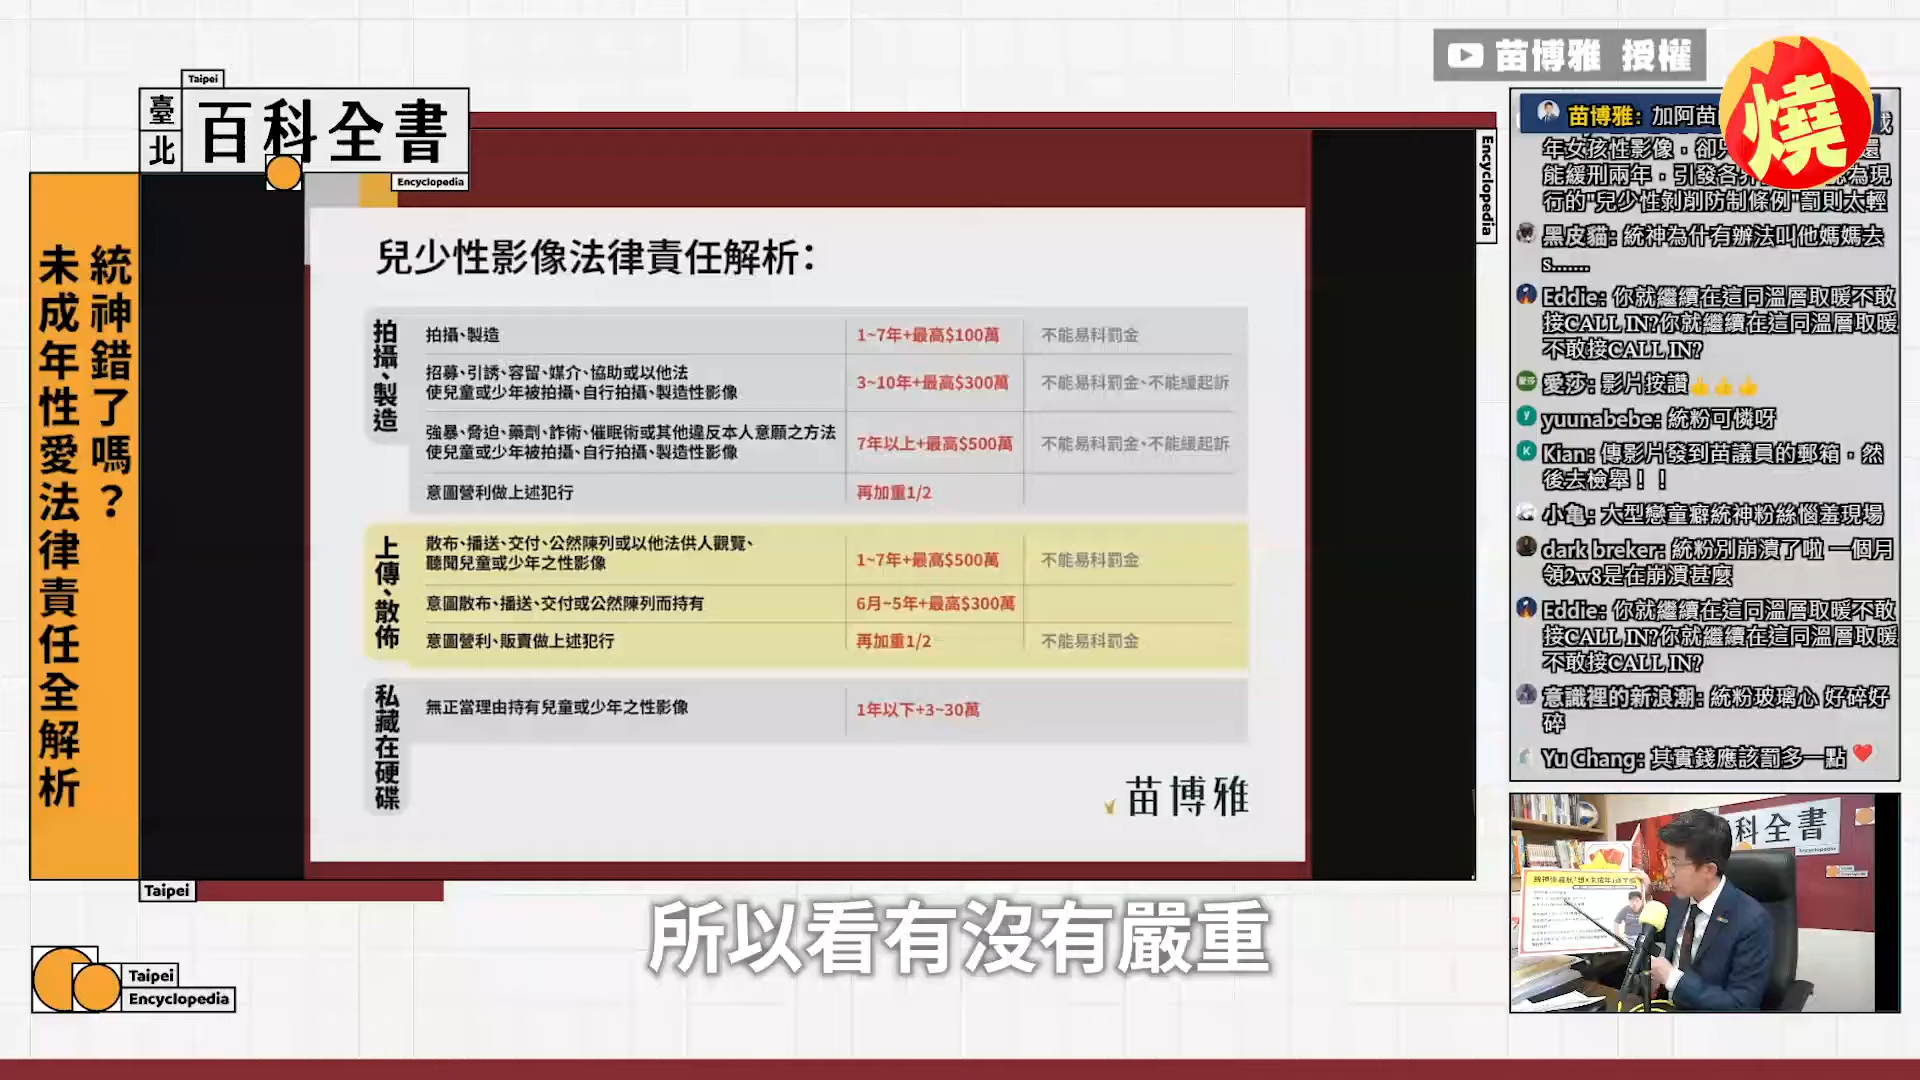 苗博雅 授權
燒
Taipei
臺北
百科全書
Encyclopedia
Encyclopedia
統神錯了嗎？
未成年性愛法律責任全解析
兒少性影像法律責任解析：
拍攝、製造
拍攝、製造 1~7年+最高$100萬 不能易科罰金
招募、引誘、容留、媒介、協助或以他法
使兒童或少年被拍攝、自行拍攝、製造性影像 3~10年+最高$300萬 不能易科罰金、不能緩起訴
強暴、脅迫、藥劑、詐術、催眠術或其他違反本人意願之方法
使兒童或少年被拍攝、自行拍攝、製造性影像 7年以上+最高$500萬 不能易科罰金、不能緩起訴
意圖營利做上述犯行 再加重1/2
上傳、散佈
散布、播送、交付、公然陳列或以他法供人觀覽、
聽聞兒童或少年之性影像 1~7年+最高$500萬 不能易科罰金
意圖散布、播送、交付或公然陳列而持有 6月~5年+最高$300萬
意圖營利、販賣做上述犯行 再加重1/2 不能易科罰金
私藏在硬碟
無正當理由持有兒童或少年之性影像 1年以下+3~30萬
苗博雅
Taipei
所以看有沒有嚴重
Taipei
Encyclopedia
苗博雅: 加阿苗
年女孩性影像，卻
能緩刑兩年，引發各界 為現
行的"兒少性剝削防制條例"罰則太輕
黑皮貓: 統神為什有辦法叫他媽媽去
s......
Eddie: 你就繼續在這同溫層取暖不敢
接CALL IN?你就繼續在這同溫層取暖
不敢接CALL IN?
愛莎: 影片按讚👍👍👍
yuunabebe: 統粉可憐呀
Kian: 傳影片發到苗議員的郵箱，然
後去檢舉！！
小亀: 大型戀童癖統神粉絲惱羞現場
dark breker: 統粉別崩潰了啦 一個月
領2w8是在崩潰甚麼
Eddie: 你就繼續在這同溫層取暖不敢
接CALL IN?你就繼續在這同溫層取暖
不敢接CALL IN?
意識裡的新浪潮: 統粉玻璃心 好碎好
碎
Yu Chang: 其實錢應該罰多一點❤️
科全書